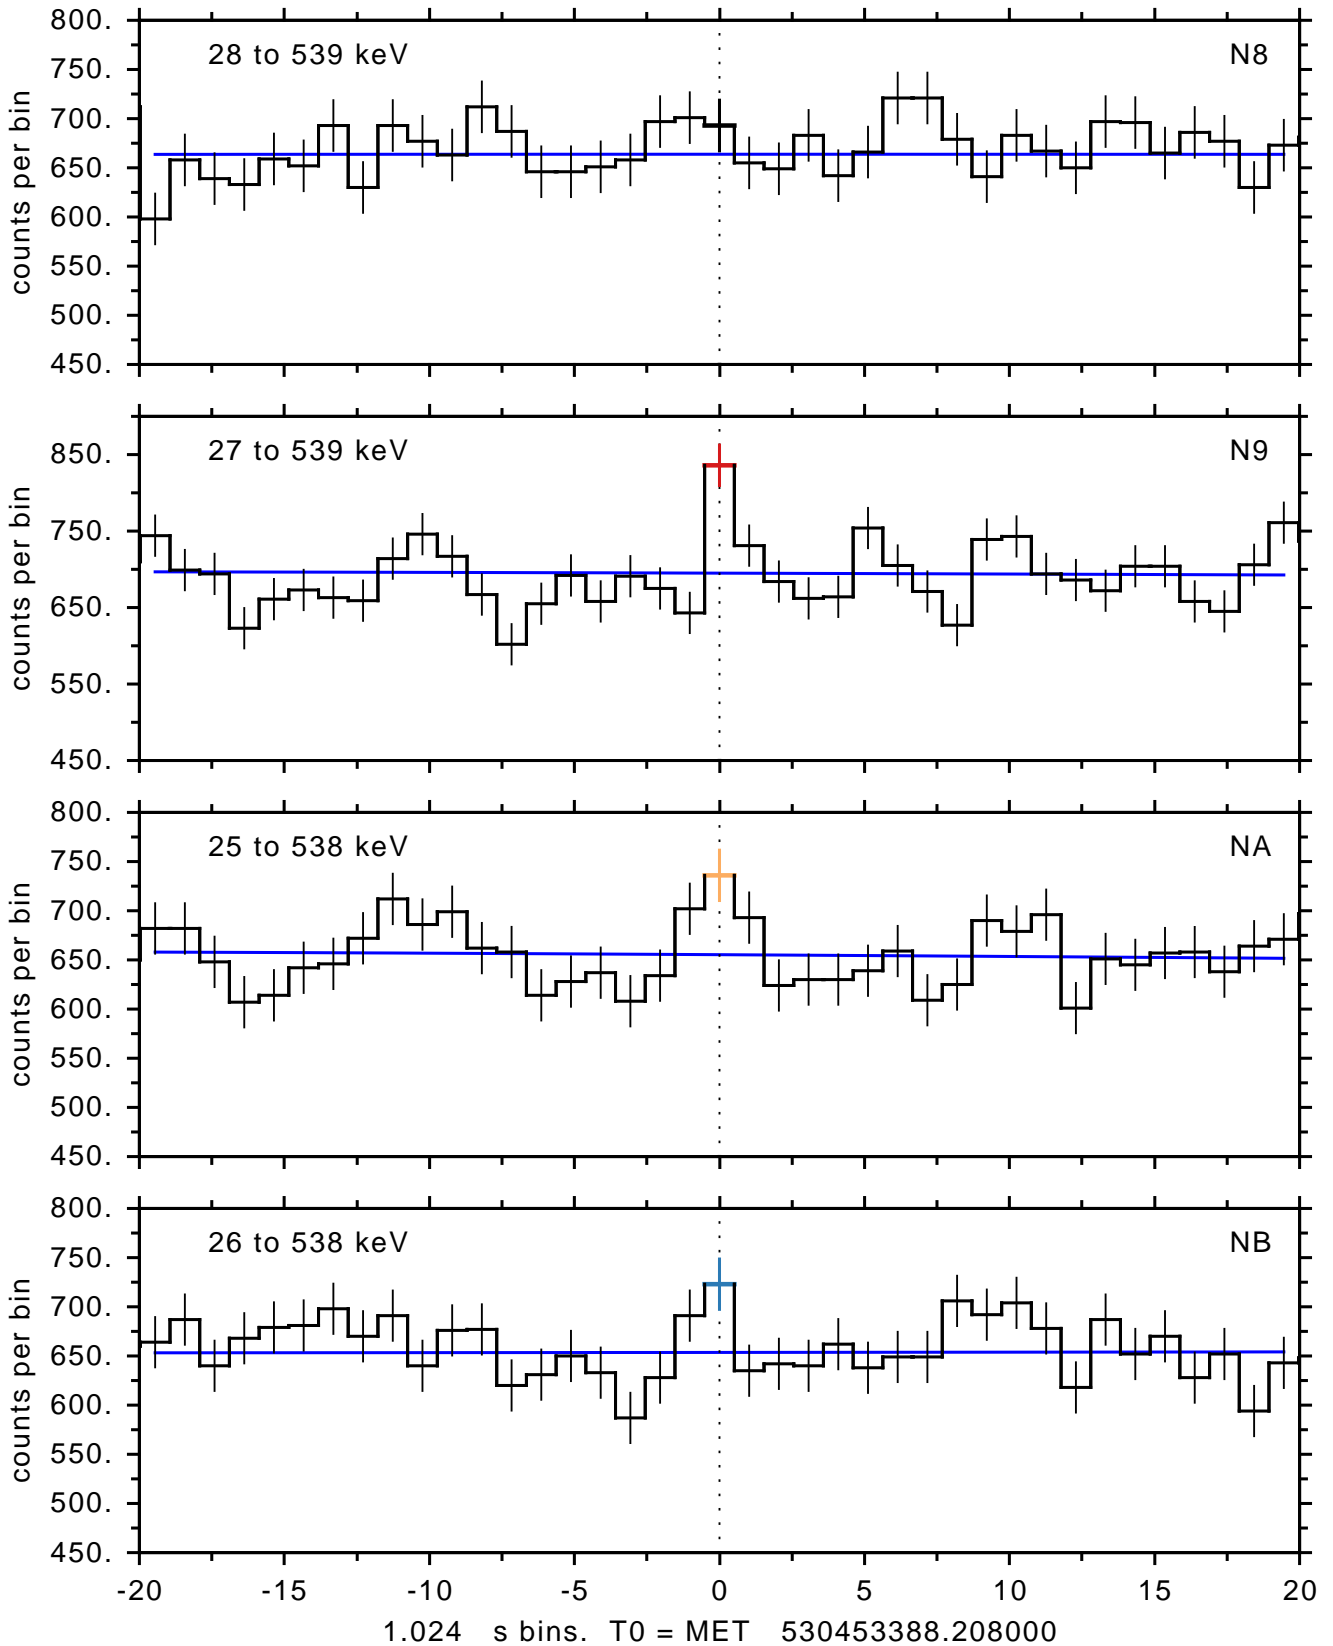 800.
28 to 539 keV N8
750.
700.
650.
600.
550.
500.
450.
counts per bin
27 to 539 keV N9
850.
750.
650.
550.
450.
counts per bin
800.
25 to 538 keV NA
750.
700.
650.
600.
550.
500.
450.
counts per bin
800.
26 to 538 keV NB
750.
700.
650.
600.
550.
500.
450.
counts per bin
-20 -15 -10 -5 0 5 10 15 20
1.024 s bins. T0 = MET 530453388.208000